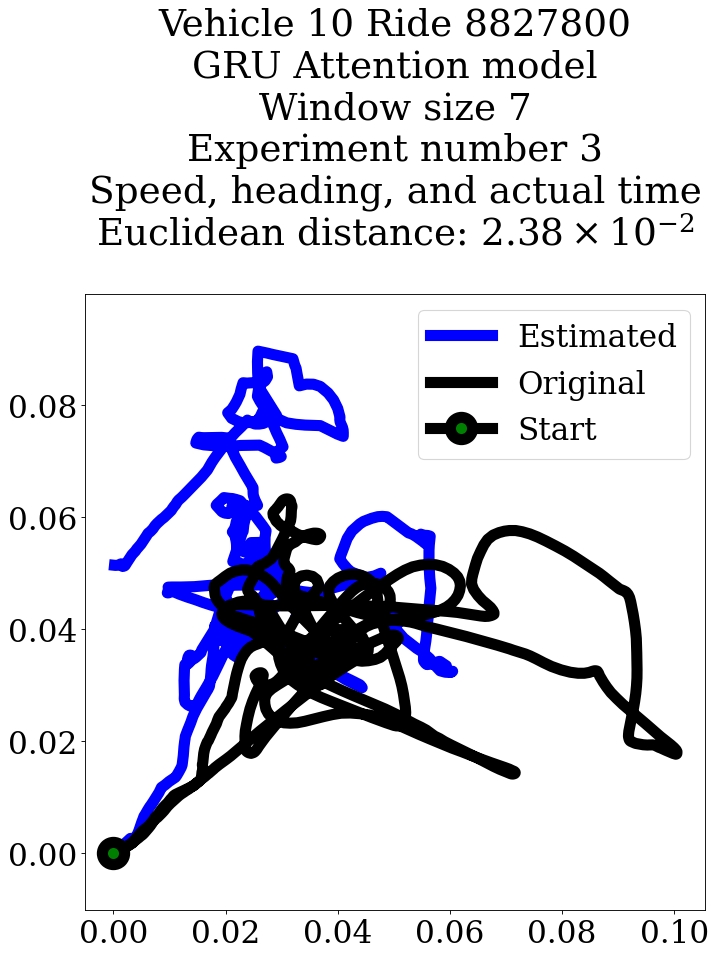 Vehicle 10 Ride 8827800
GRU Attention model
Window size 7
Experiment number 3
Speed, heading, and actual time
Euclidean distance: 2.38 × 10⁻²
Estimated
Original
Start
0.08
0.06
0.04
0.02
0.00
0.00 0.02 0.04 0.06 0.08 0.10